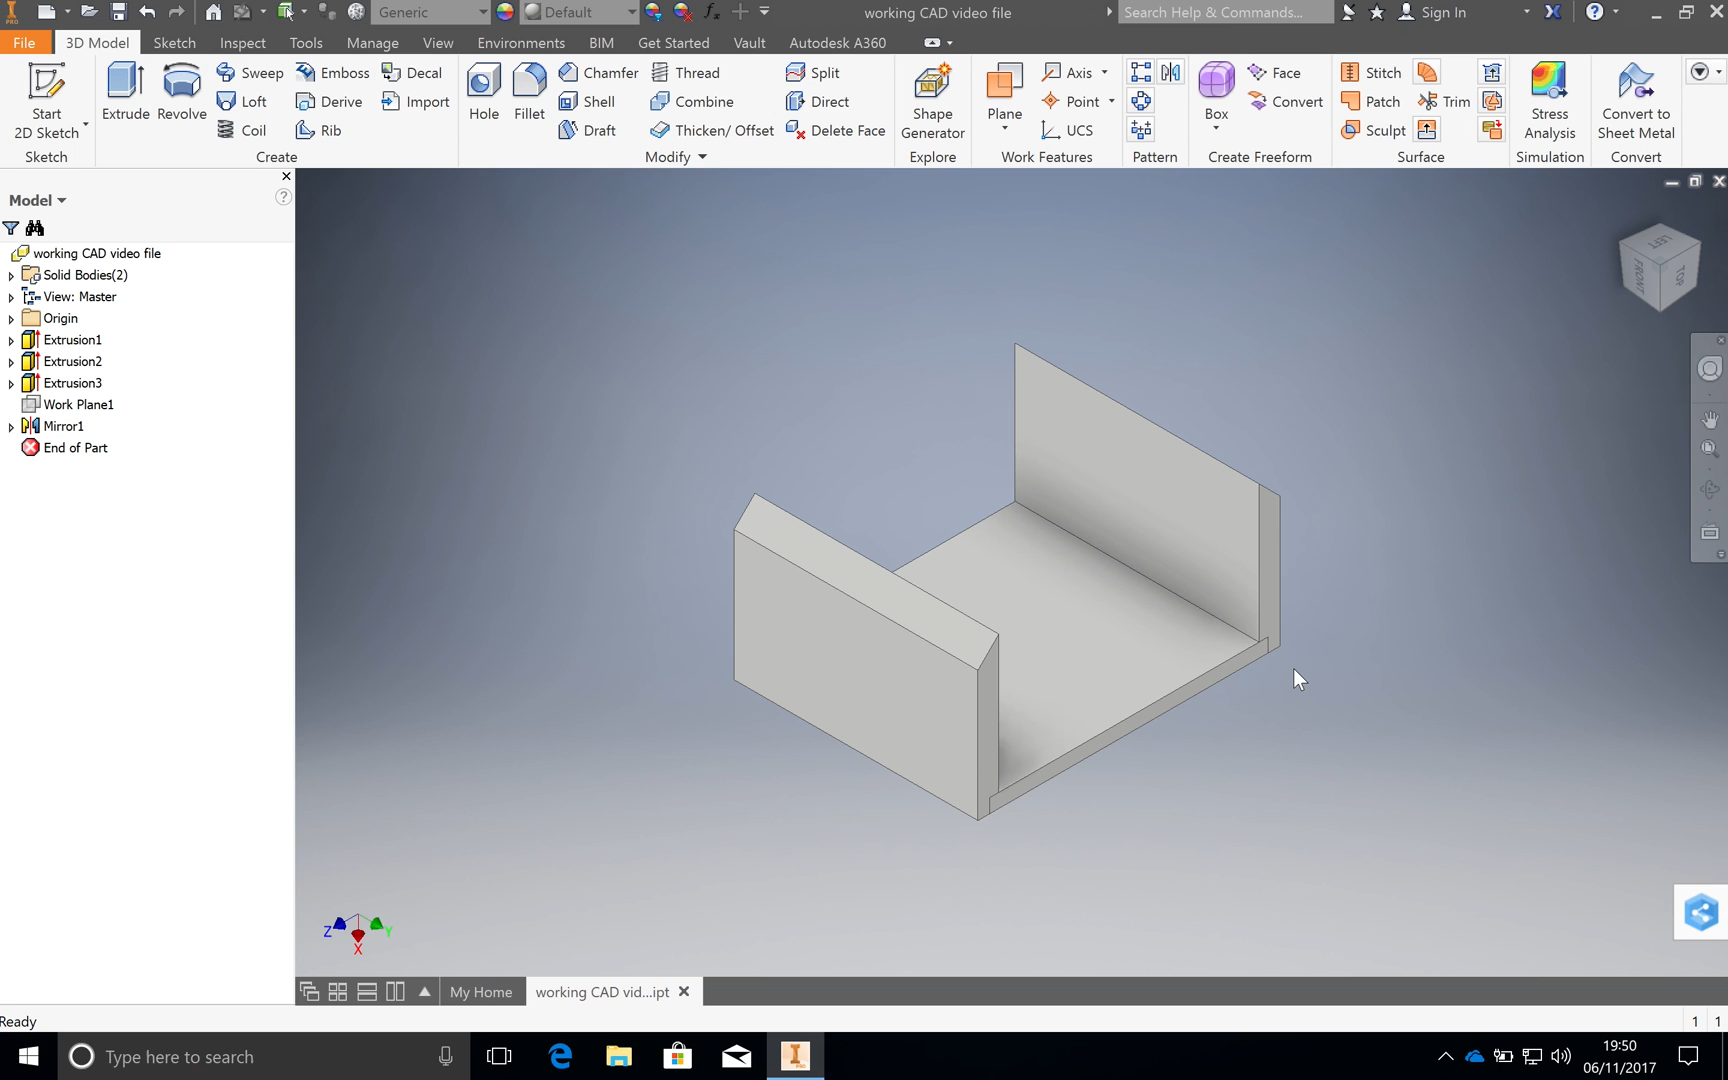 PRO
Generic
Default
fx
working CAD video file
Search Help & Commands...
Sign In
File
3D Model
Sketch
Inspect
Tools
Manage
View
Environments
BIM
Get Started
Vault
Autodesk A360
Start
2D Sketch
Sketch
Extrude
Revolve
Sweep
Loft
Coil
Emboss
Derive
Rib
Decal
Import
Create
Hole
Fillet
Chamfer
Shell
Draft
Thread
Combine
Thicken/ Offset
Split
Direct
Delete Face
Modify
Shape
Generator
Explore
Plane
Axis
Point
UCS
Work Features
Pattern
Box
Face
Convert
Create Freeform
Stitch
Patch
Sculpt
Trim
Surface
Stress
Analysis
Simulation
Convert to
Sheet Metal
Convert
Model
working CAD video file
Solid Bodies(2)
View: Master
Origin
Extrusion1
Extrusion2
Extrusion3
Work Plane1
Mirror1
End of Part
LEFT
FRONT
TOP
Z
Y
X
My Home
working CAD vid...ipt
Ready
1 1
Type here to search
19:50
06/11/2017